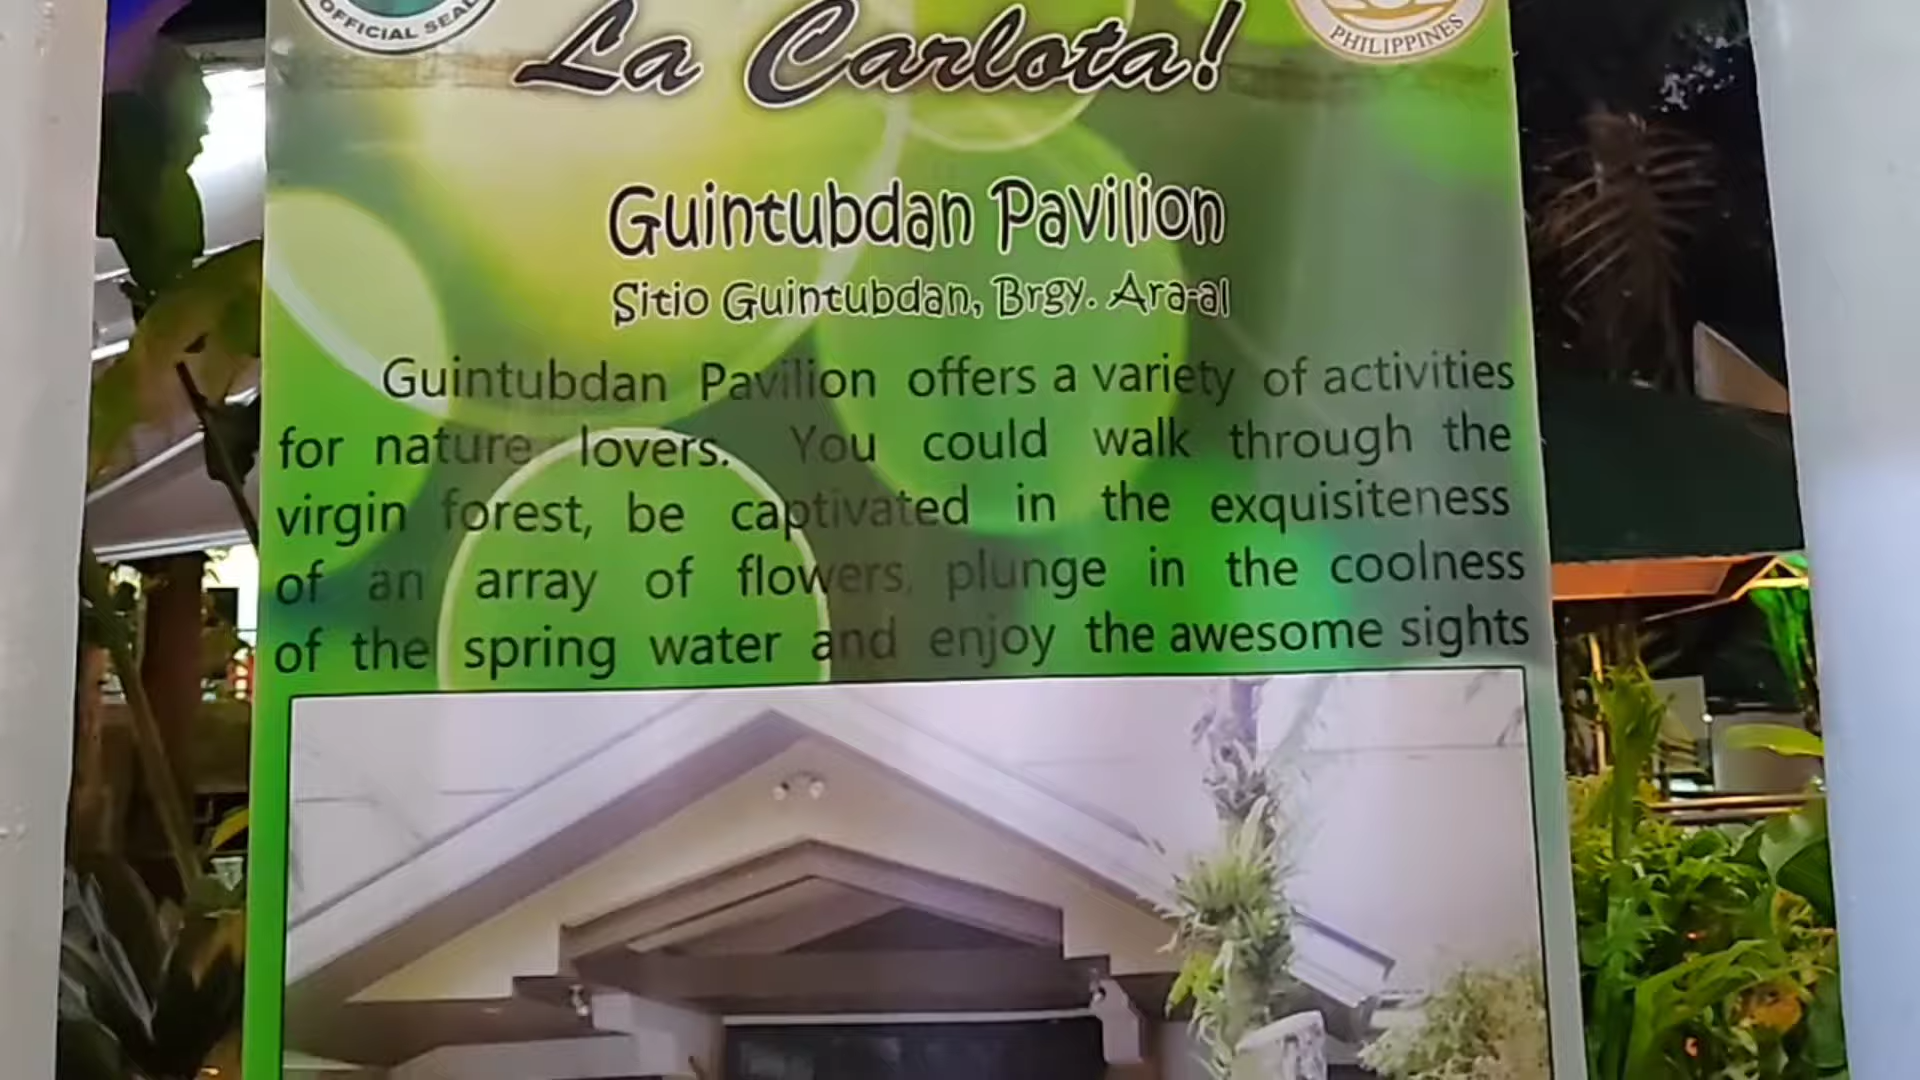 OFFICIAL SEAL
PHILIPPINES
La Carlota!
Guintubdan Pavilion
Sitio Guintubdan, Brgy. Ara-al
Guintubdan Pavilion offers a variety of activities
for nature lovers. You could walk through the
virgin forest, be captivated in the exquisiteness
of an array of flowers, plunge in the coolness
of the spring water and enjoy the awesome sights